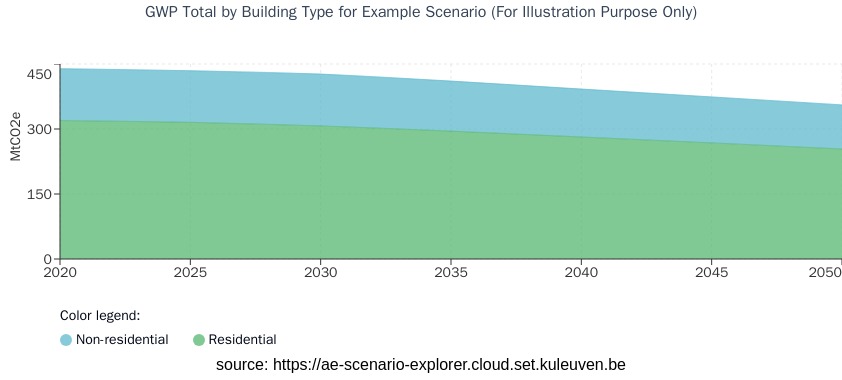 GWP Total by Building Type for Example Scenario (For Illustration Purpose Only)
450
300
150
0
MtCO2e
2020 2025 2030 2035 2040 2045 2050
Color legend:
Non-residential Residential
source: https://ae-scenario-explorer.cloud.set.kuleuven.be